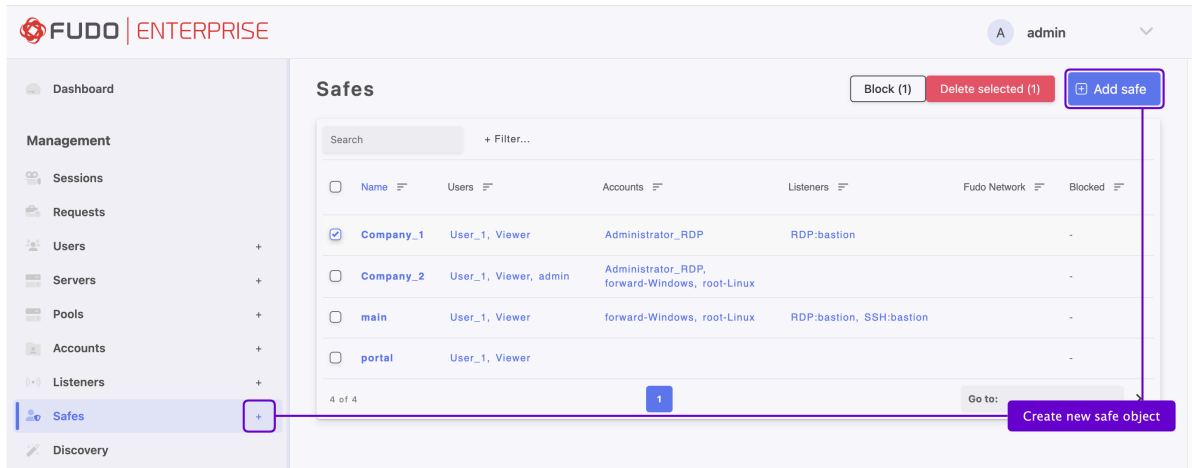 FUDO ENTERPRISE
A admin
Dashboard
Management
Sessions
Requests
Users +
Servers +
Pools +
Accounts +
Listeners +
Safes +
Discovery
Safes
Block (1) Delete selected (1) Add safe
Search + Filter...
Name Users Accounts Listeners Fudo Network Blocked
Company_1 User_1, Viewer Administrator_RDP RDP:bastion -
Company_2 User_1, Viewer, admin Administrator_RDP, -
forward-Windows, root-Linux
main User_1, Viewer forward-Windows, root-Linux RDP:bastion, SSH:bastion -
portal User_1, Viewer -
4 of 4 1 Go to:
Create new safe object